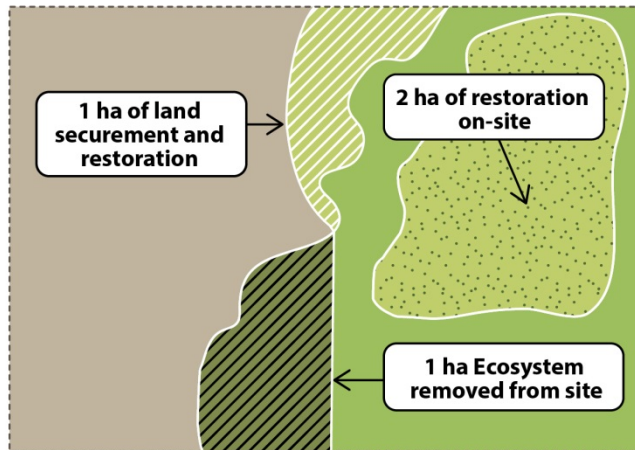 1 ha of land
securement and
restoration
2 ha of restoration
on-site
1 ha Ecosystem
removed from site